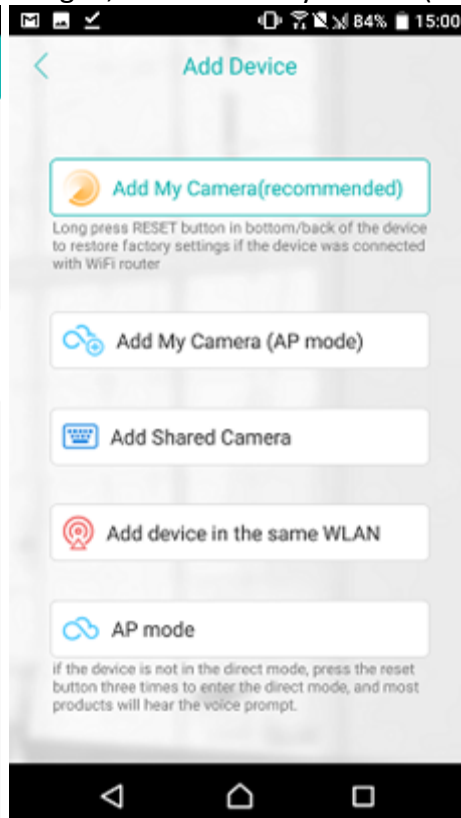 84% 15:00
Add Device
Add My Camera(recommended)
Long press RESET button in bottom/back of the device
to restore factory settings if the device was connected
with WiFi router
Add My Camera (AP mode)
Add Shared Camera
Add device in the same WLAN
AP mode
if the device is not in the direct mode, press the reset
button three times to enter the direct mode, and most
products will hear the voice prompt.